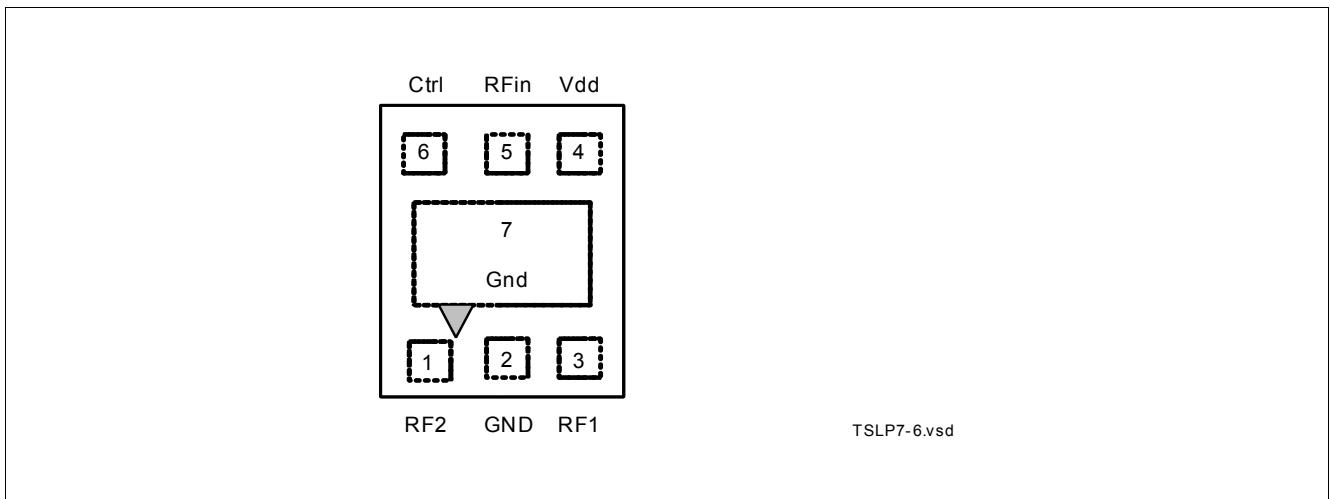 Ctrl RFin Vdd
6 5 4
7
Gnd
1 2 3
RF2 GND RF1
TSLP7-6.vsd